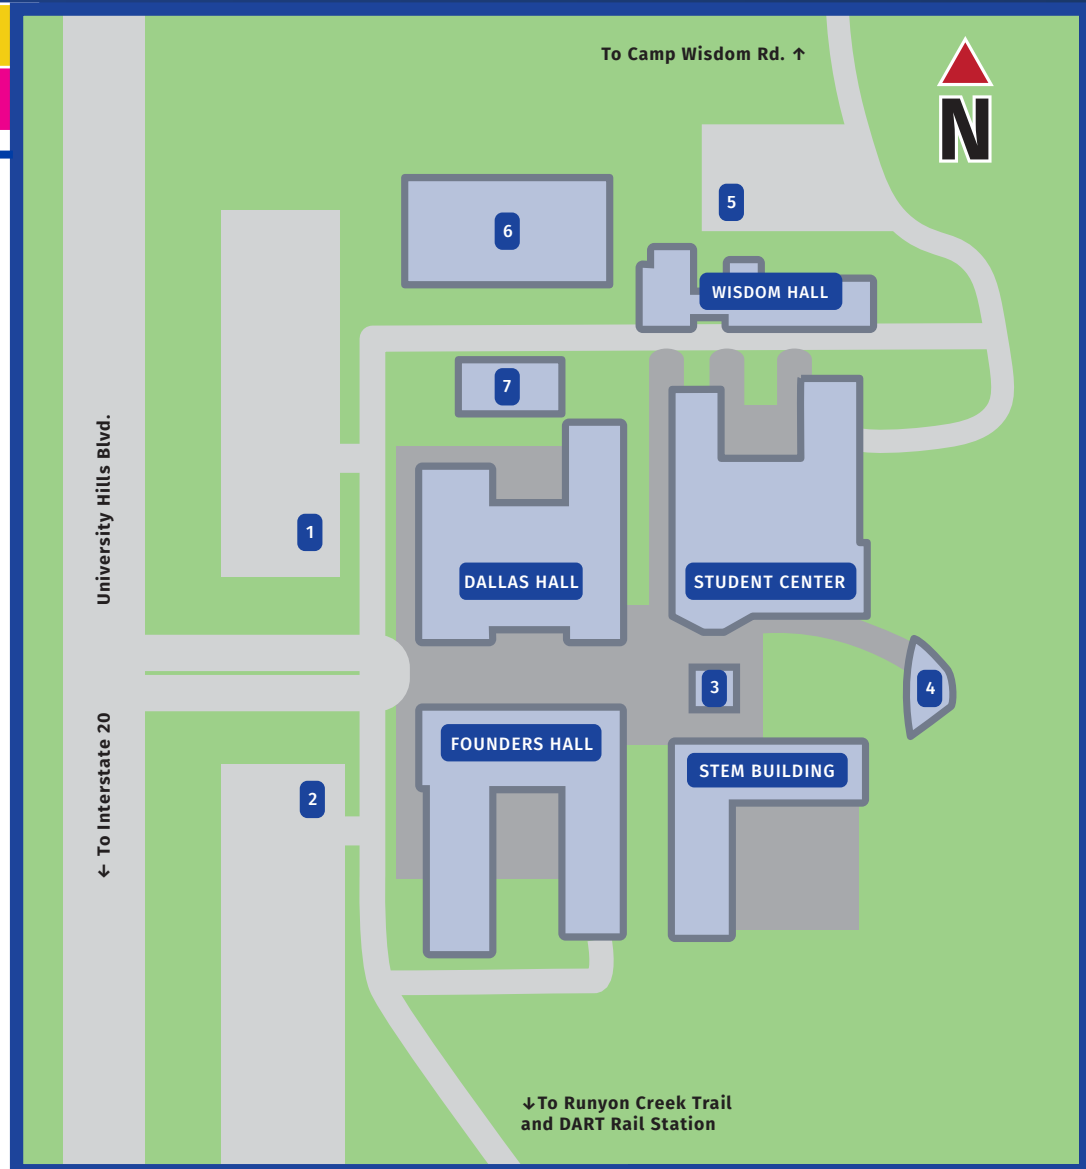 To Camp Wisdom Rd. ↑
N
5
6
WISDOM HALL
7
University Hills Blvd.
1
DALLAS HALL
STUDENT CENTER
3
4
← To Interstate 20
FOUNDERS HALL
STEM BUILDING
2
↓To Runyon Creek Trail
and DART Rail Station